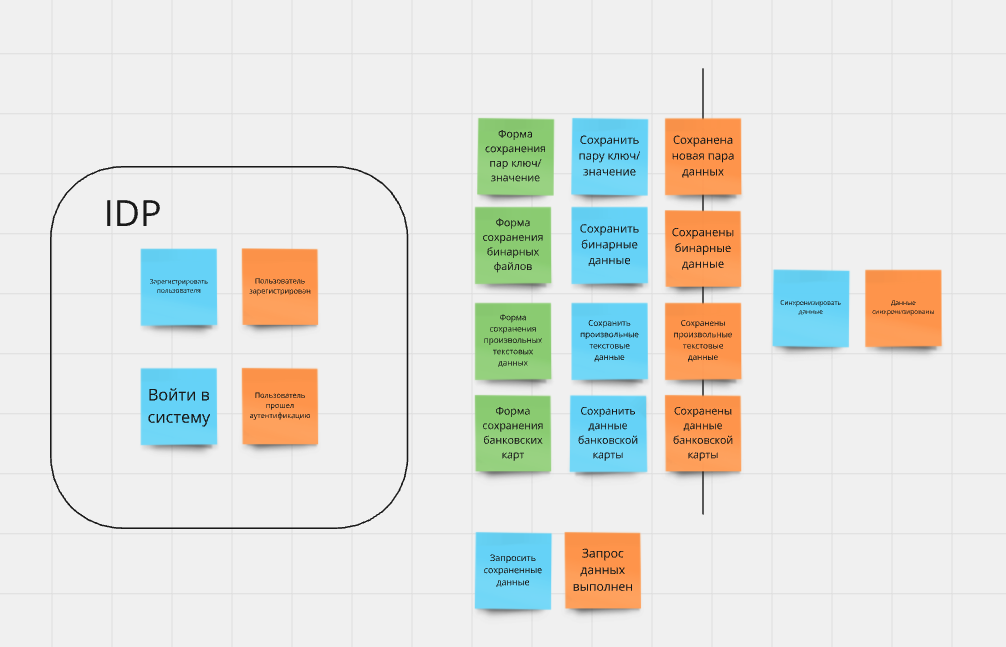 IDP
Зарегистрировать
пользователя
Пользователь
зарегистрирован
Войти в
систему
Пользователь
прошел
аутентификацию
Форма
сохранения
пар ключ/
значение
Сохранить
пару ключ/
значение
Сохранена
новая пара
данных
Форма
сохранения
бинарных
файлов
Сохранить
бинарные
данные
Сохранены
бинарные
данные
Форма
сохранения
произвольных
текстовых
данных
Сохранить
произвольные
текстовые
данные
Сохранены
произвольные
текстовые
данные
Форма
сохранения
банковских
карт
Сохранить
данные
банковской
карты
Сохранены
данные
банковской
карты
Синхронизировать
данные
Данные
синхронизированы
Запросить
сохраненные
данные
Запрос
данных
выполнен